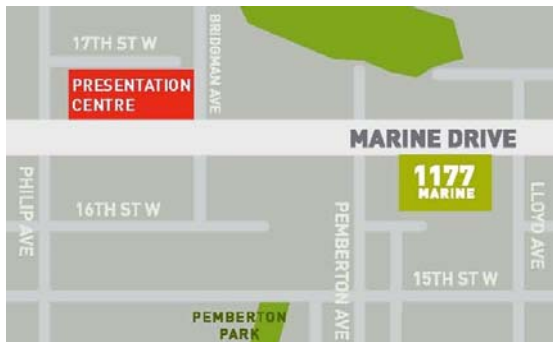 17TH ST W
BRIDGMAN AVE
PRESENTATION
CENTRE
MARINE DRIVE
1177
MARINE
PHILIP AVE
16TH ST W
PEMBERTON AVE
LLOYD AVE
15TH ST W
PEMBERTON
PARK